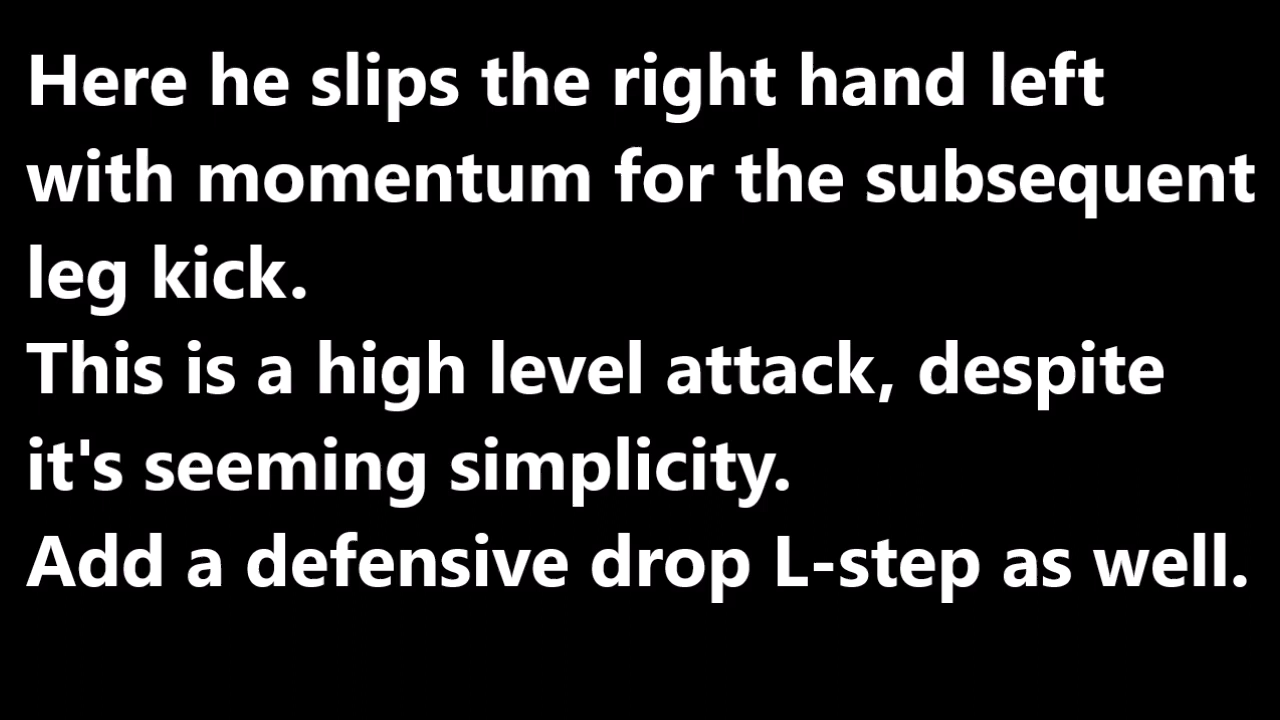 Here he slips the right hand left
with momentum for the subsequent
leg kick.
This is a high level attack, despite
it's seeming simplicity.
Add a defensive drop L-step as well.